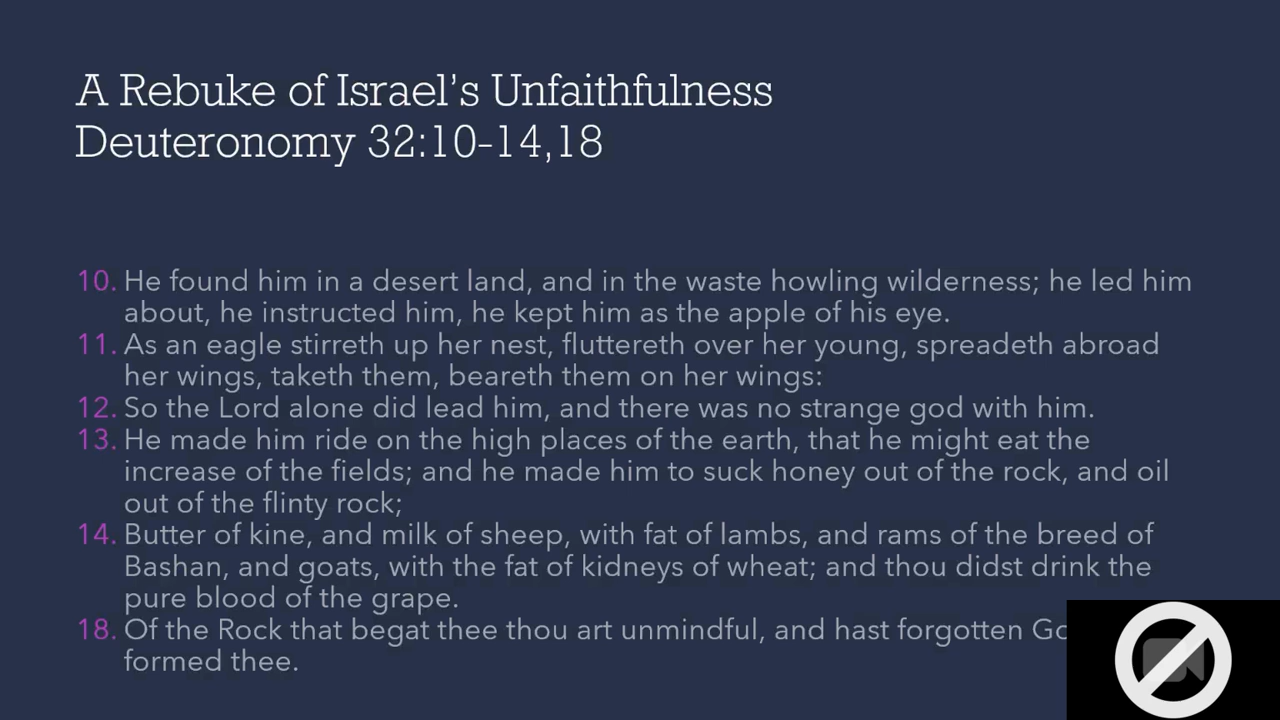 A Rebuke of Israel’s Unfaithfulness
Deuteronomy 32:10-14,18
10. He found him in a desert land, and in the waste howling wilderness; he led him
about, he instructed him, he kept him as the apple of his eye.
11. As an eagle stirreth up her nest, fluttereth over her young, spreadeth abroad
her wings, taketh them, beareth them on her wings:
12. So the Lord alone did lead him, and there was no strange god with him.
13. He made him ride on the high places of the earth, that he might eat the
increase of the fields; and he made him to suck honey out of the rock, and oil
out of the flinty rock;
14. Butter of kine, and milk of sheep, with fat of lambs, and rams of the breed of
Bashan, and goats, with the fat of kidneys of wheat; and thou didst drink the
pure blood of the grape.
18. Of the Rock that begat thee thou art unmindful, and hast forgotten
formed thee.